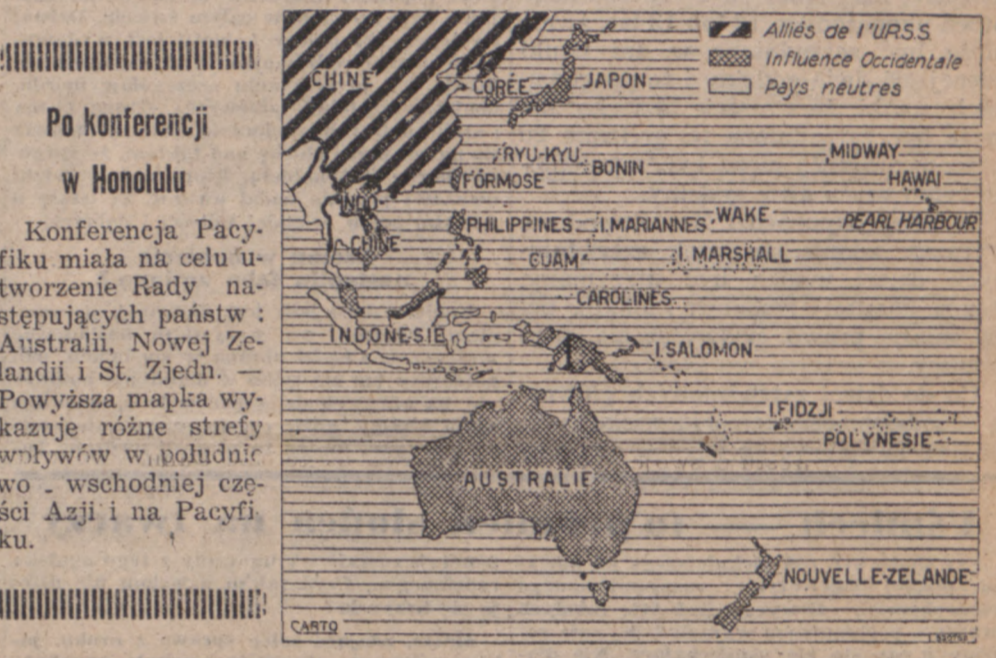 Po konferencji
w Honolulu
Konferencja Pacy-
fiku miała na celu u-
tworzenie Rady na-
stępujących państw :
Australii, Nowej Ze-
landii i St. Zjedn. —
Powyższa mapka wy-
kazuje różne strefy
wpływów w południc
wo - wschodniej czę-
ści Azji i na Pacyfi
ku.
Alliés de l'U.R.S.S.
Influence Occidentale
Pays neutres
CHINE
CORÉE
JAPON
RYU-KYU
BONIN
MIDWAY
FORMOSE
HAWAI
INDO
CHINE
PHILIPPINES
I. MARIANNES
WAKE
PEARL HARBOUR
GUAM
I. MARSHALL
CAROLINES
INDONESIE
I. SALOMON
I. FIDZJI
POLYNESIE
AUSTRALIE
NOUVELLE-ZELANDE
CARTO